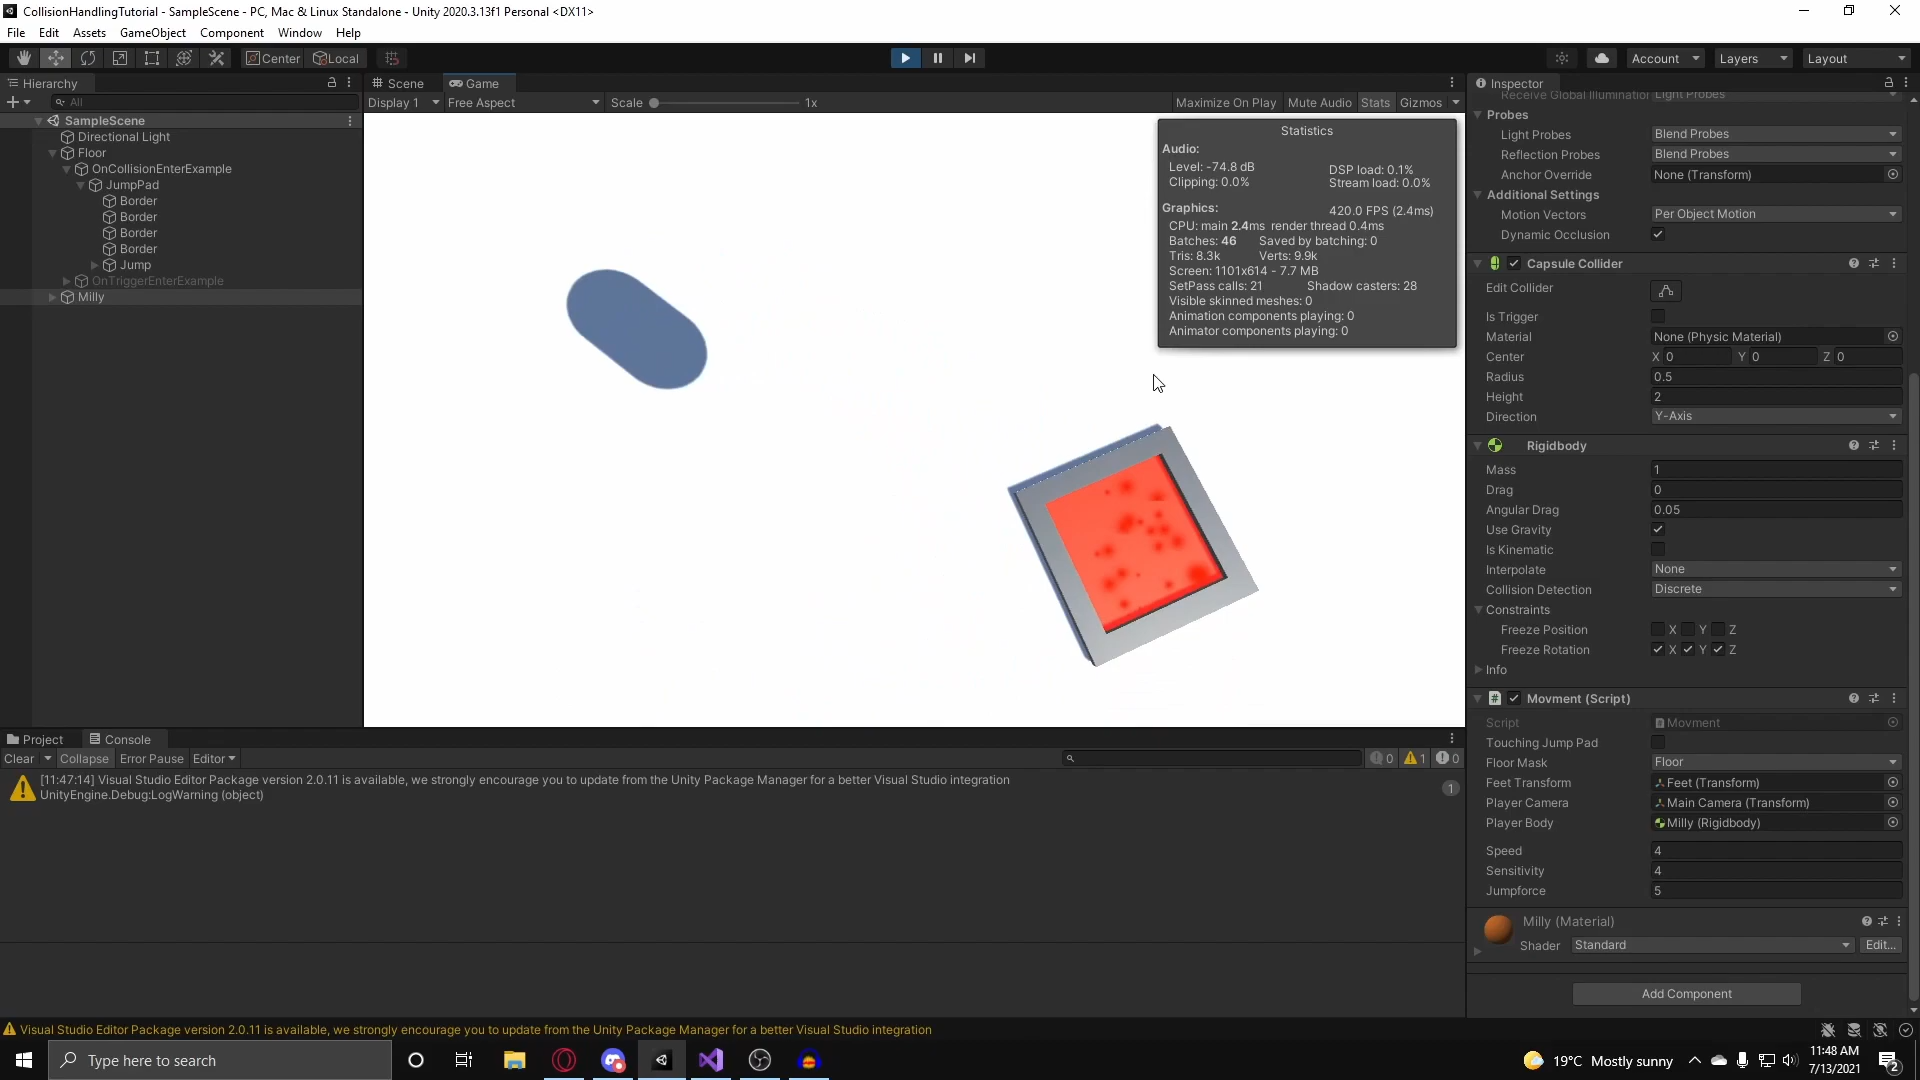 CollisionHandlingTutorial - SampleScene - PC, Mac & Linux Standalone - Unity 2020.3.13f1 Personal <DX11>
File Edit Assets GameObject Component Window Help
Center Local Account Layers Layout
Hierarchy
All
SampleScene
Directional Light
Floor
OnCollisionEnterExample
JumpPad
Border
Border
Border
Border
Jump
OnTriggerEnterExample
Milly
Scene Game
Display 1 Free Aspect Scale 1x Maximize On Play Mute Audio Stats Gizmos
Statistics
Audio:
Level: -74.8 dB DSP load: 0.1%
Clipping: 0.0% Stream load: 0.0%
Graphics: 420.0 FPS (2.4ms)
CPU: main 2.4ms render thread 0.4ms
Batches: 46 Saved by batching: 0
Tris: 8.3k Verts: 9.9k
Screen: 1101x614 - 7.7 MB
SetPass calls: 21 Shadow casters: 28
Visible skinned meshes: 0
Animation components playing: 0
Animator components playing: 0
Inspector
Receive Global Illumination Light Probes
Probes
Light Probes Blend Probes
Reflection Probes Blend Probes
Anchor Override None (Transform)
Additional Settings
Motion Vectors Per Object Motion
Dynamic Occlusion
Capsule Collider
Edit Collider
Is Trigger
Material None (Physic Material)
Center X 0 Y 0 Z 0
Radius 0.5
Height 2
Direction Y-Axis
Rigidbody
Mass 1
Drag 0
Angular Drag 0.05
Use Gravity
Is Kinematic
Interpolate None
Collision Detection Discrete
Constraints
Freeze Position X Y Z
Freeze Rotation X Y Z
Info
Movment (Script)
Script Movment
Touching Jump Pad
Floor Mask Floor
Feet Transform Feet (Transform)
Player Camera Main Camera (Transform)
Player Body Milly (Rigidbody)
Speed 4
Sensitivity 4
Jumpforce 5
Milly (Material)
Shader Standard Edit...
Add Component
Project Console
Clear Collapse Error Pause Editor 0 1 0
[11:47:14] Visual Studio Editor Package version 2.0.11 is available, we strongly encourage you to update from the Unity Package Manager for a better Visual Studio integration
UnityEngine.Debug:LogWarning (object)
1
Visual Studio Editor Package version 2.0.11 is available, we strongly encourage you to update from the Unity Package Manager for a better Visual Studio integration
Type here to search
19°C Mostly sunny
11:48 AM
7/13/2021
2